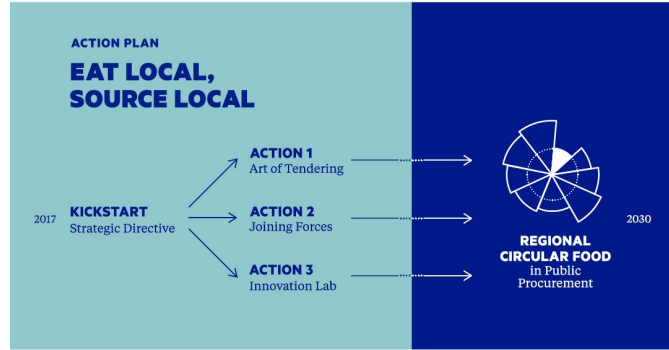 ACTION PLAN
EAT LOCAL,
SOURCE LOCAL
2017
KICKSTART
Strategic Directive
ACTION 1
Art of Tendering
ACTION 2
Joining Forces
ACTION 3
Innovation Lab
REGIONAL
CIRCULAR FOOD
in Public
Procurement
2030